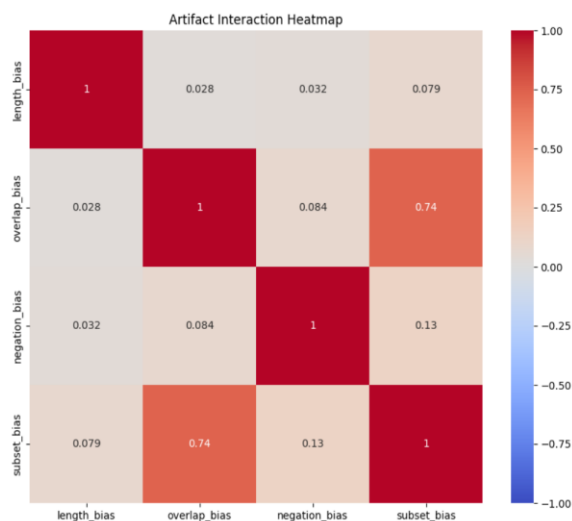 Artifact Interaction Heatmap
length_bias 1 0.028 0.032 0.079
overlap_bias 0.028 1 0.084 0.74
negation_bias 0.032 0.084 1 0.13
subset_bias 0.079 0.74 0.13 1
length_bias overlap_bias negation_bias subset_bias
1.00
0.75
0.50
0.25
0.00
−0.25
−0.50
−0.75
−1.00